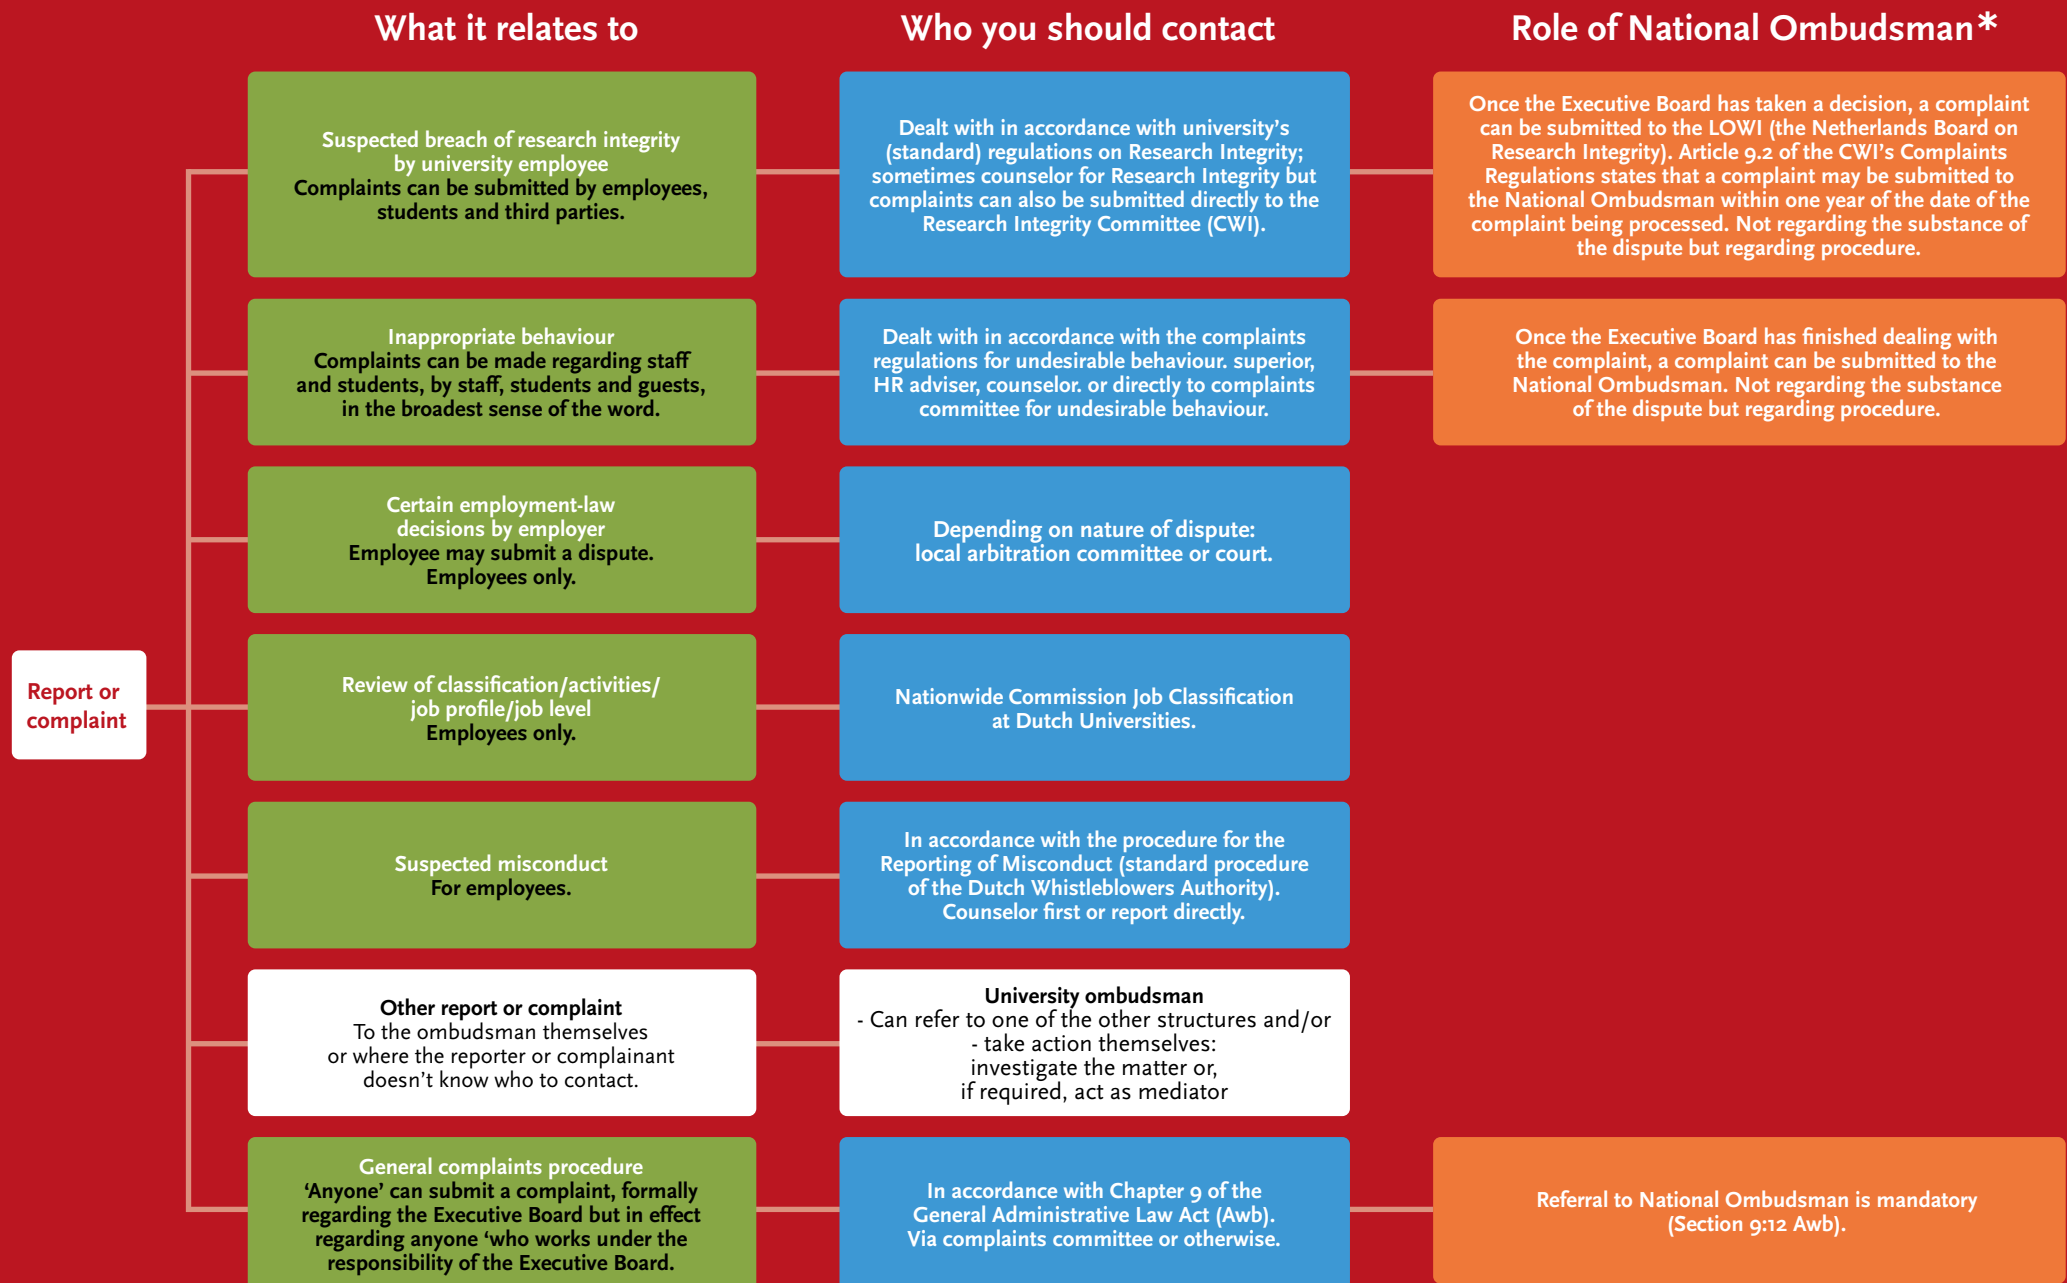 What it relates to
Who you should contact
Role of National Ombudsman*
Report or
complaint
Suspected breach of research integrity
by university employee
Complaints can be submitted by employees,
students and third parties.
Dealt with in accordance with university’s
(standard) regulations on Research Integrity;
sometimes counselor for Research Integrity but
complaints can also be submitted directly to the
Research Integrity Committee (CWI).
Once the Executive Board has taken a decision, a complaint
can be submitted to the LOWI (the Netherlands Board on
Research Integrity). Article 9.2 of the CWI’s Complaints
Regulations states that a complaint may be submitted to
the National Ombudsman within one year of the date of the
complaint being processed. Not regarding the substance of
the dispute but regarding procedure.
Inappropriate behaviour
Complaints can be made regarding staff
and students, by staff, students and guests,
in the broadest sense of the word.
Dealt with in accordance with the complaints
regulations for undesirable behaviour. superior,
HR adviser, counselor. or directly to complaints
committee for undesirable behaviour.
Once the Executive Board has finished dealing with
the complaint, a complaint can be submitted to the
National Ombudsman. Not regarding the substance
of the dispute but regarding procedure.
Certain employment-law
decisions by employer
Employee may submit a dispute.
Employees only.
Depending on nature of dispute:
local arbitration committee or court.
Review of classification/activities/
job profile/job level
Employees only.
Nationwide Commission Job Classification
at Dutch Universities.
Suspected misconduct
For employees.
In accordance with the procedure for the
Reporting of Misconduct (standard procedure
of the Dutch Whistleblowers Authority).
Counselor first or report directly.
Other report or complaint
To the ombudsman themselves
or where the reporter or complainant
doesn’t know who to contact.
University ombudsman
- Can refer to one of the other structures and/or
- take action themselves:
investigate the matter or,
if required, act as mediator
General complaints procedure
‘Anyone’ can submit a complaint, formally
regarding the Executive Board but in effect
regarding anyone ‘who works under the
responsibility of the Executive Board.
In accordance with Chapter 9 of the
General Administrative Law Act (Awb).
Via complaints committee or otherwise.
Referral to National Ombudsman is mandatory
(Section 9:12 Awb).